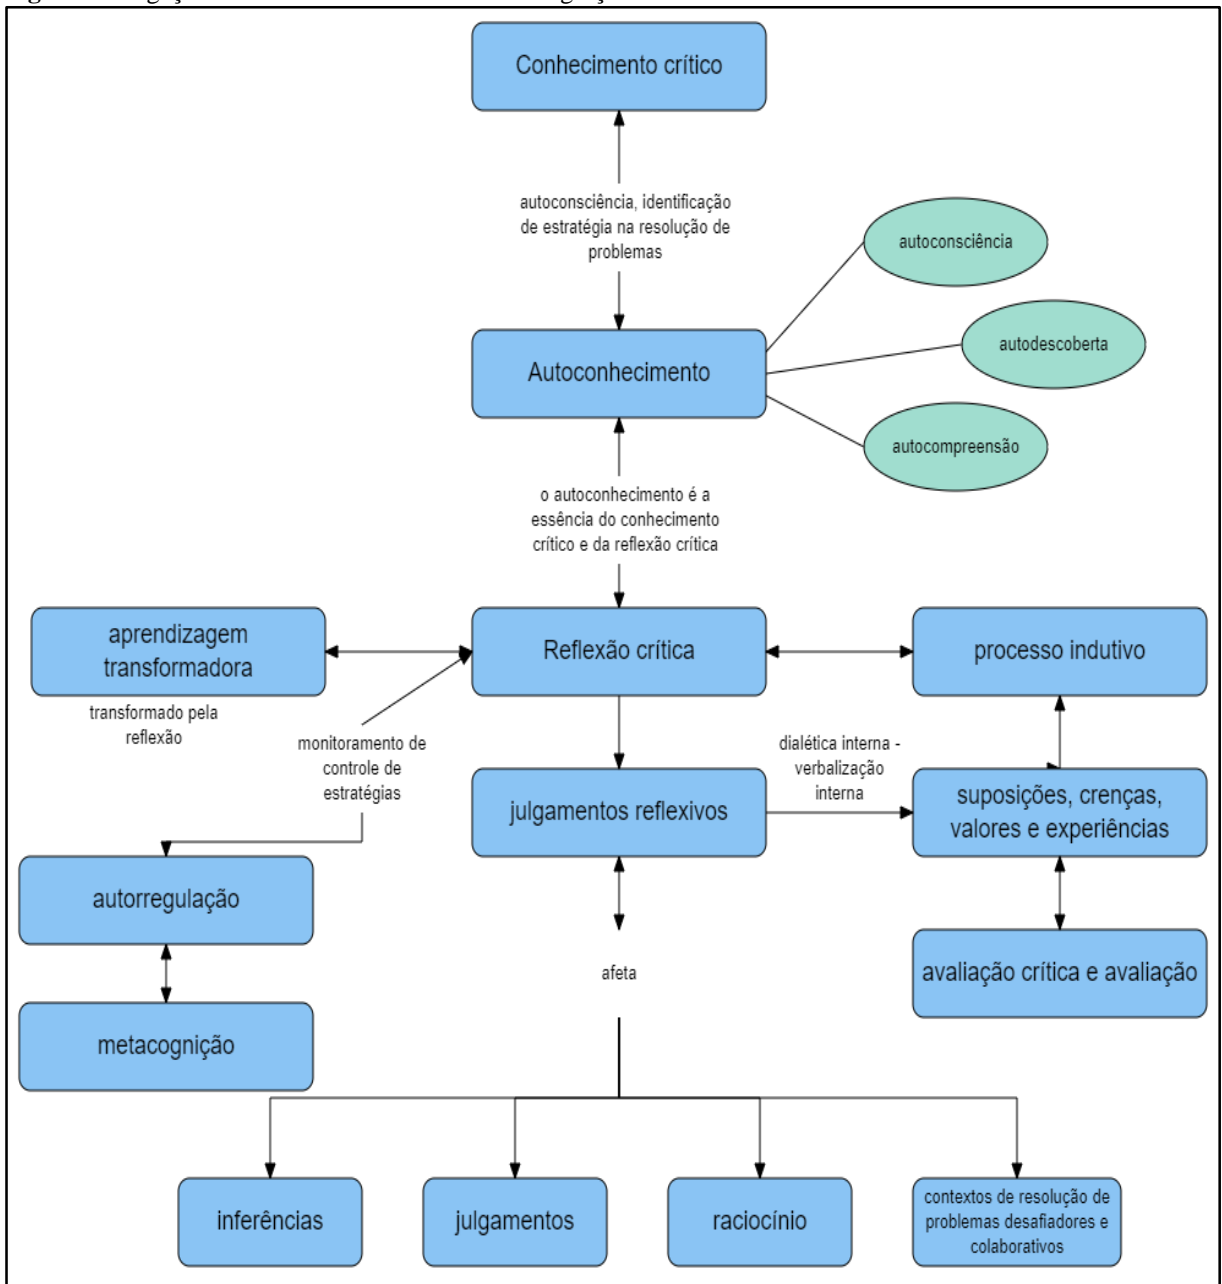 Conhecimento crítico
autoconsciência, identificação
de estratégia na resolução de
problemas
autoconsciência
autodescoberta
Autoconhecimento
autocompreensão
o autoconhecimento é a
essência do conhecimento
crítico e da reflexão crítica
aprendizagem
transformadora
Reflexão crítica
processo indutivo
transformado pela
reflexão
monitoramento de
controle de
estratégias
dialética interna -
verbalização
interna
julgamentos reflexivos
suposições, crenças,
valores e experiências
autorregulação
afeta
avaliação crítica e avaliação
metacognição
inferências
julgamentos
raciocínio
contextos de resolução de
problemas desafiadores e
colaborativos